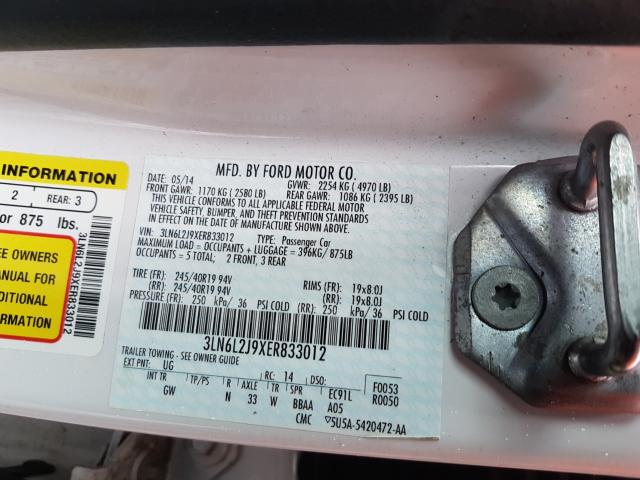 INFORMATION
2 REAR: 3
or 875 lbs.
EE OWNERS
ANUAL FOR
DITIONAL
FORMATION
3LN6L2J9XER833012
MFD. BY FORD MOTOR CO.
DATE: 05/14 GVWR: 2254 KG ( 4970 LB)
FRONT GAWR: 1170 KG ( 2580 LB) REAR GAWR: 1086 KG ( 2395 LB)
THIS VEHICLE CONFORMS TO ALL APPLICABLE FEDERAL MOTOR
VEHICLE SAFETY, BUMPER, AND THEFT PREVENTION STANDARDS
IN EFFECT ON THE DATE OF MANUFACTURE SHOWN ABOVE.
VIN: 3LN6L2J9XER833012 TYPE: Passenger Car
MAXIMUM LOAD = OCCUPANTS + LUGGAGE = 396KG / 875LB
OCCUPANTS = 5 TOTAL; 2 FRONT, 3 REAR
TIRE (FR): 245/40R19 94V RIMS (FR): 19x8.0J
(RR): 245/40R19 94V (RR): 19x8.0J
PRESSURE (FR): 250 kPa/ 36 PSI COLD (RR): 250 kPa/ 36 PSI COLD
3LN6L2J9XER833012
TRAILER TOWING - SEE OWNER GUIDE
EXT PNT: UG RC: 14 DSO: F0053
INT TR TP/PS R AXLE TR SPR EC91L R0050
GW N 33 W BBAA A05
CMC 5U5A-5420472-AA